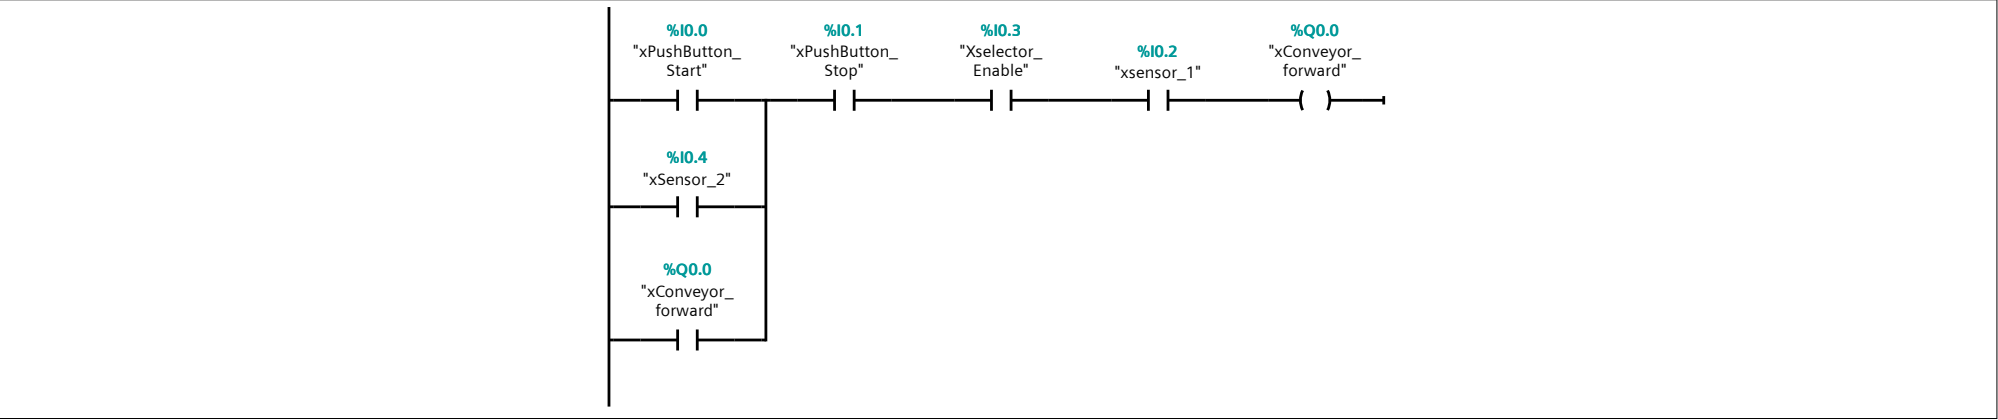 %I0.0
"xPushButton_
Start"
%I0.1
"xPushButton_
Stop"
%I0.3
"Xselector_
Enable"
%I0.2
"xsensor_1"
%Q0.0
"xConveyor_
forward"
%I0.4
"xSensor_2"
%Q0.0
"xConveyor_
forward"